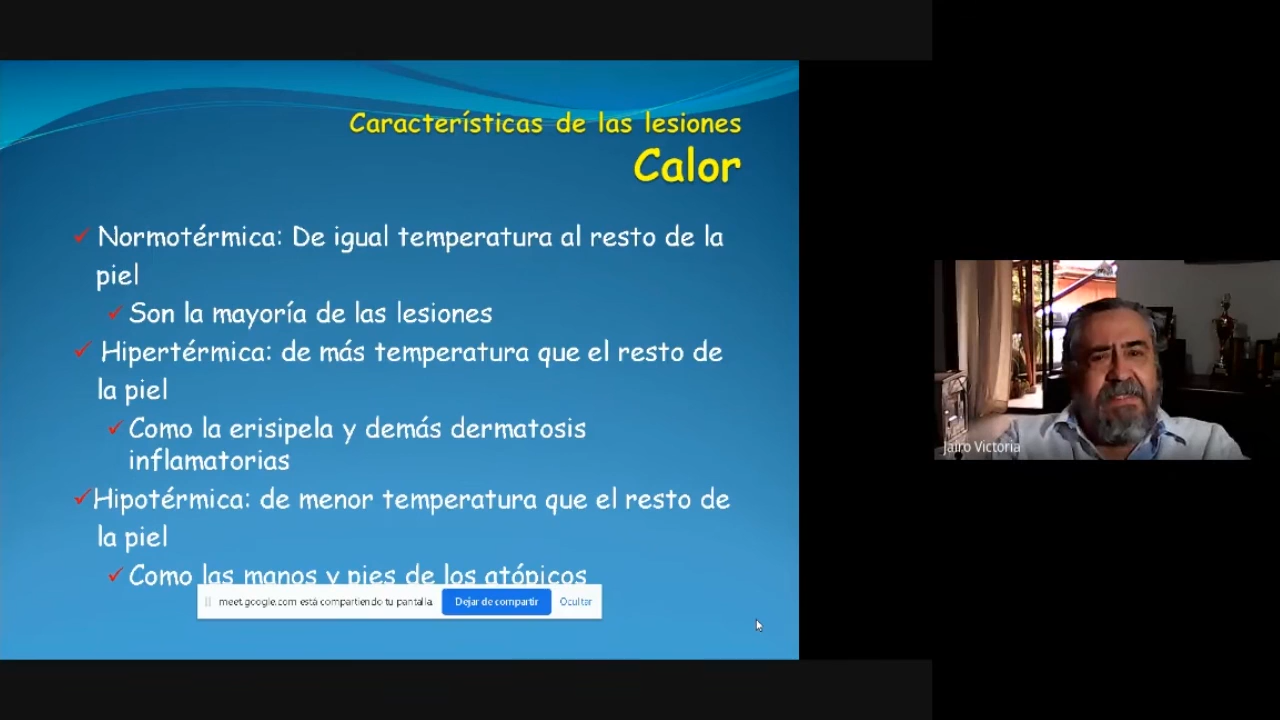 Características de las lesiones
Calor
Normotérmica: De igual temperatura al resto de la
piel
Son la mayoría de las lesiones
Hipertérmica: de más temperatura que el resto de
la piel
Como la erisipela y demás dermatosis
inflamatorias
Hipotérmica: de menor temperatura que el resto de
la piel
Como las manos y pies de los atópicos
meet.google.com está compartiendo tu pantalla.
Dejar de compartir
Ocultar
Jairo Victoria